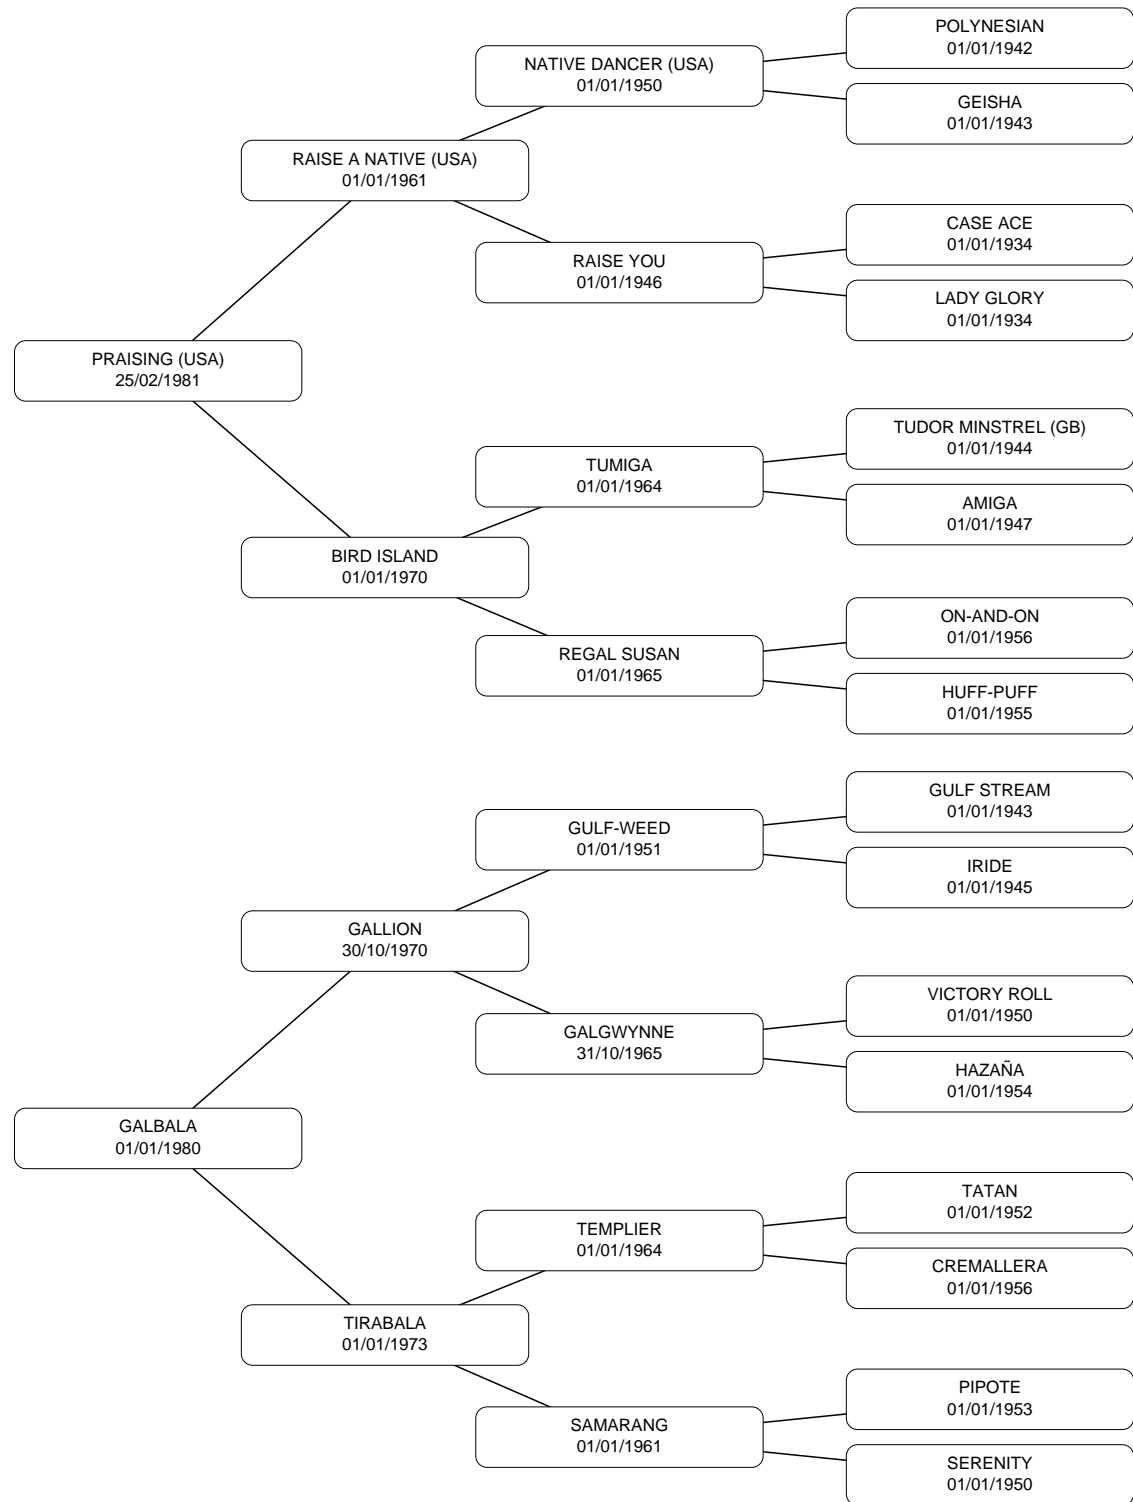 POLYNESIAN
01/01/1942
NATIVE DANCER (USA)
01/01/1950
GEISHA
01/01/1943
RAISE A NATIVE (USA)
01/01/1961
CASE ACE
01/01/1934
RAISE YOU
01/01/1946
LADY GLORY
01/01/1934
PRAISING (USA)
25/02/1981
TUDOR MINSTREL (GB)
01/01/1944
TUMIGA
01/01/1964
AMIGA
01/01/1947
BIRD ISLAND
01/01/1970
ON-AND-ON
01/01/1956
REGAL SUSAN
01/01/1965
HUFF-PUFF
01/01/1955
GULF STREAM
01/01/1943
GULF-WEED
01/01/1951
IRIDE
01/01/1945
GALLION
30/10/1970
VICTORY ROLL
01/01/1950
GALGWYNNE
31/10/1965
HAZAÑA
01/01/1954
GALBALA
01/01/1980
TATAN
01/01/1952
TEMPLIER
01/01/1964
CREMALLERA
01/01/1956
TIRABALA
01/01/1973
PIPOTE
01/01/1953
SAMARANG
01/01/1961
SERENITY
01/01/1950